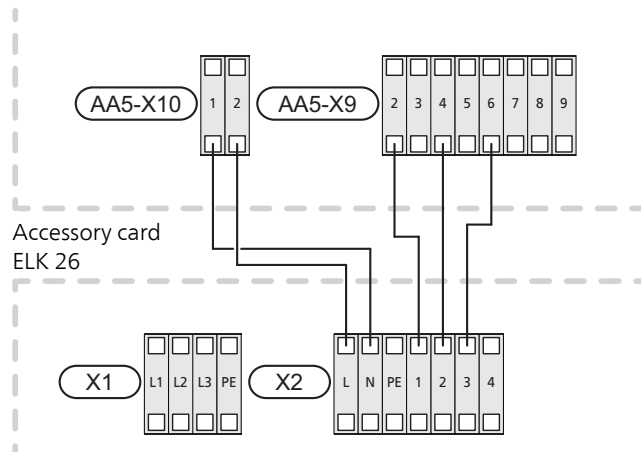 AA5-X10 1 2 AA5-X9 2 3 4 5 6 7 8 9
Accessory card
ELK 26
X1 L1 L2 L3 PE X2 L N PE 1 2 3 4